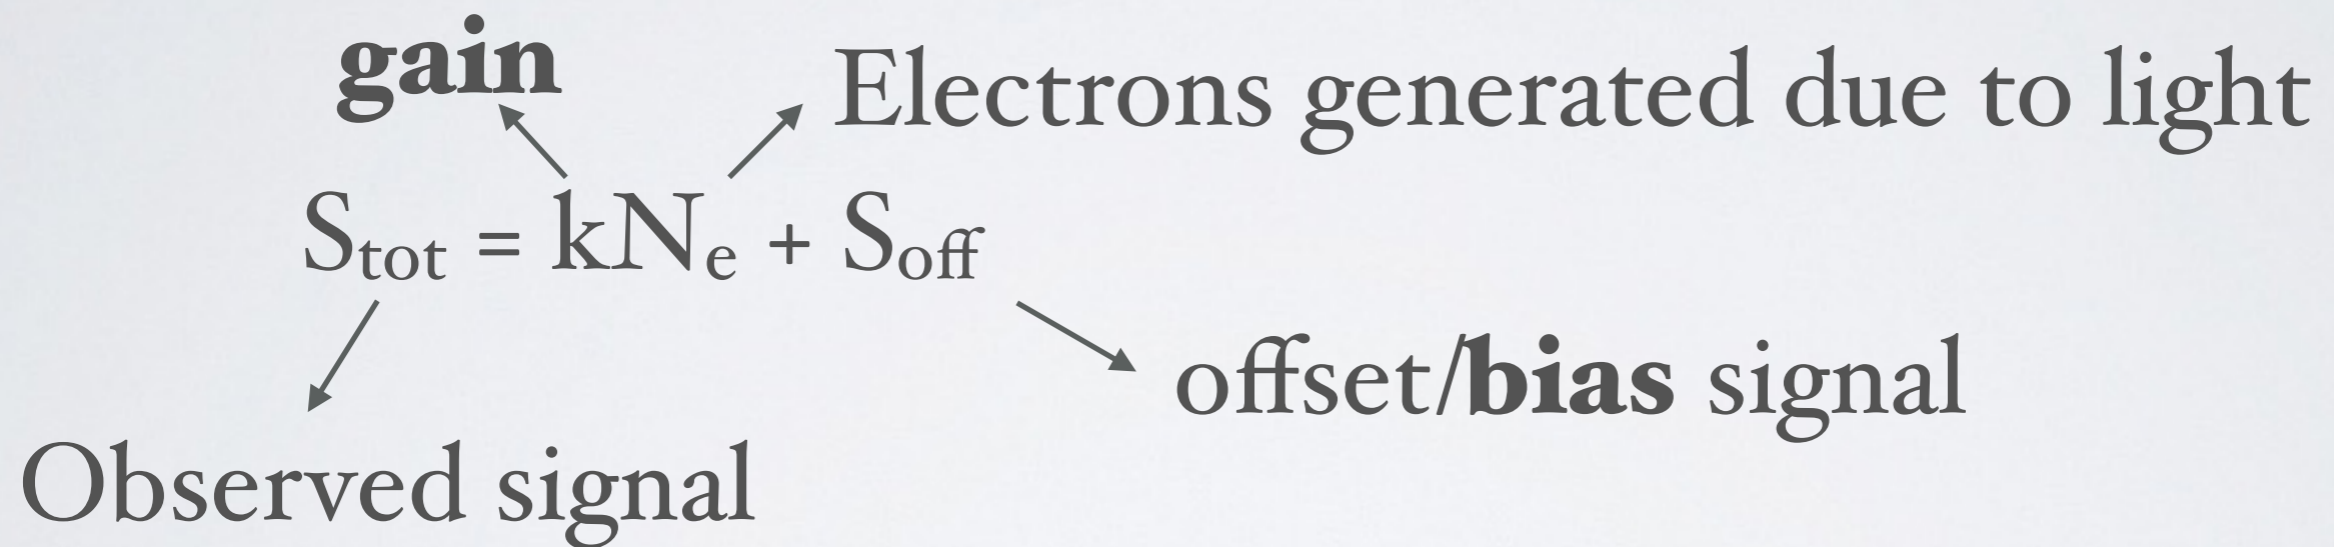 gain
Electrons generated due to light
Stot = kNe + Soff
offset/bias signal
Observed signal